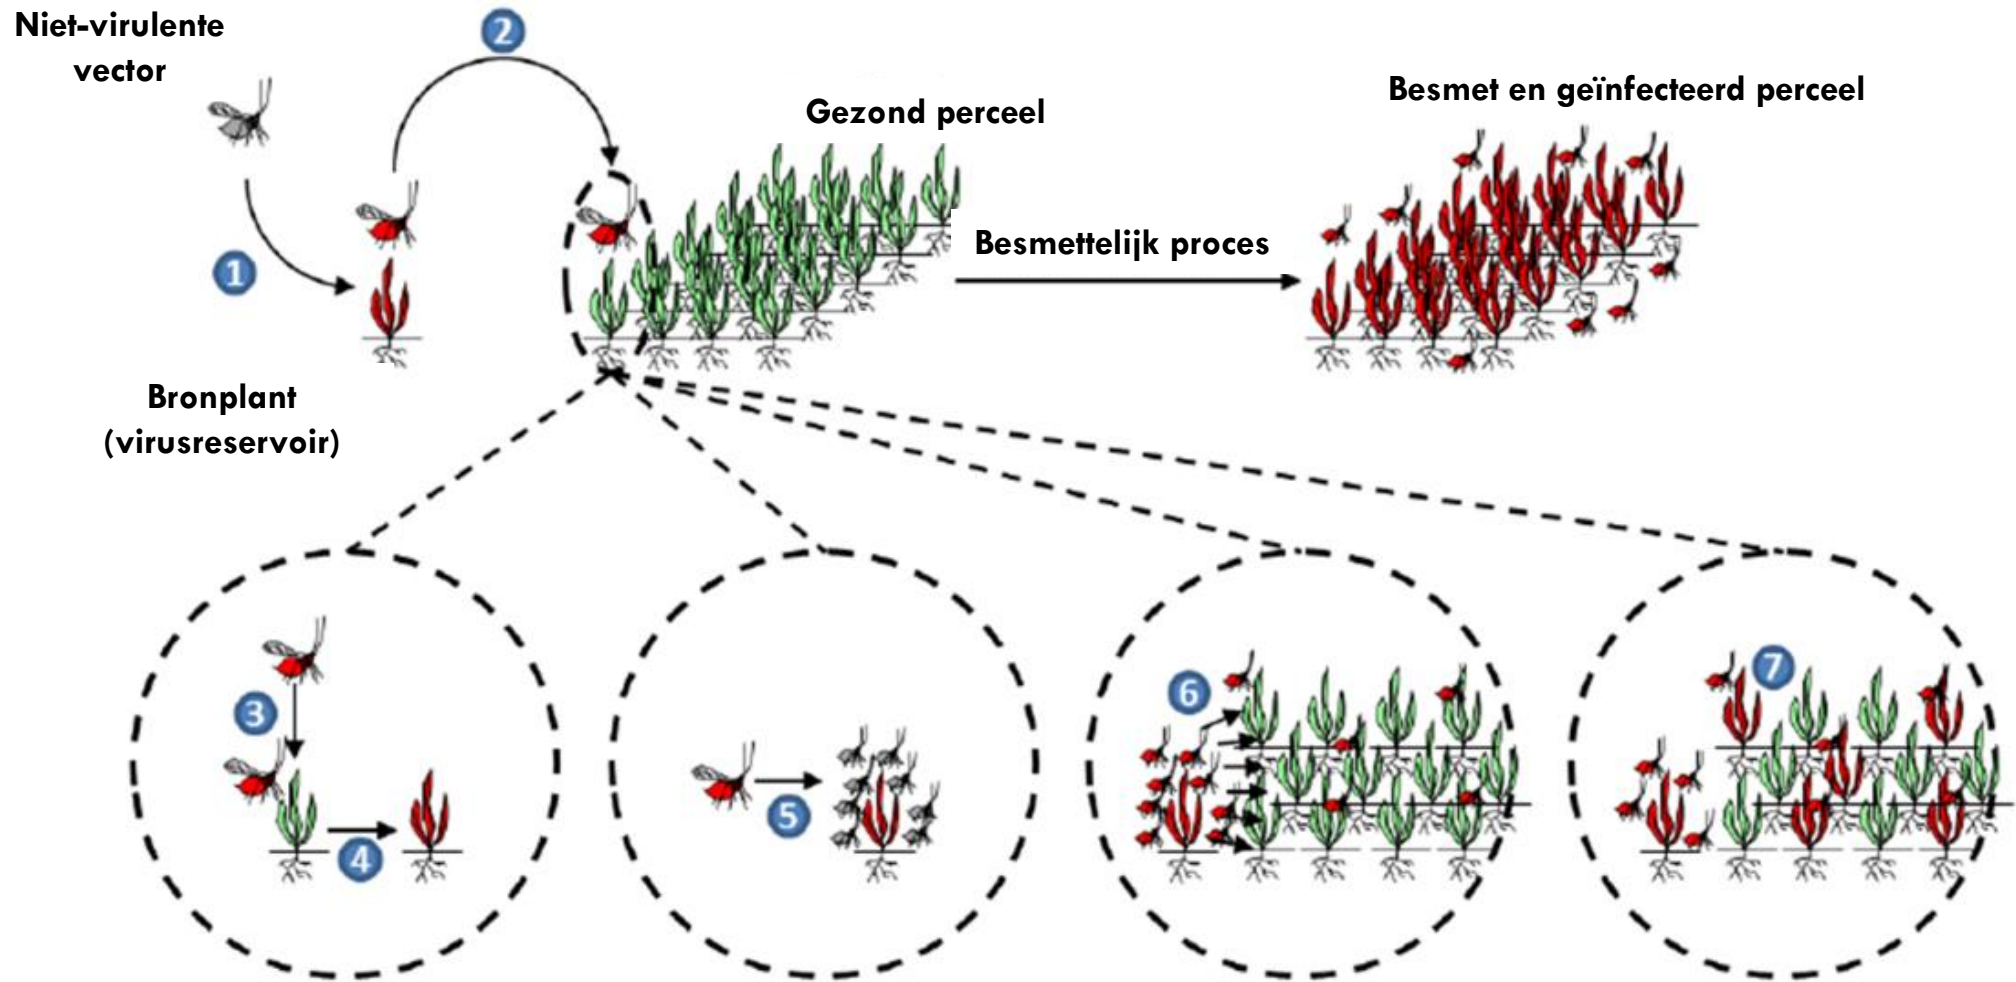 Niet-virulente
vector
2
Gezond perceel
Besmet en geïnfecteerd perceel
1
Besmettelijk proces
Bronplant
(virusreservoir)
3
4
5
6
7